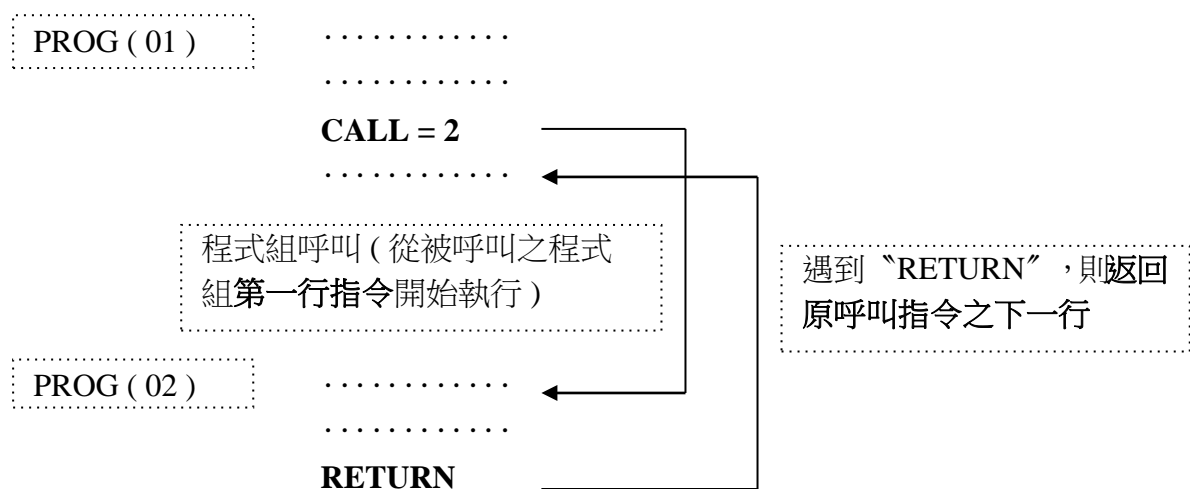 PROG ( 01 ) ............
............
CALL = 2
............
程式組呼叫 ( 從被呼叫之程式
組第一行指令開始執行 )
遇到〝RETURN〞,則返回
原呼叫指令之下一行
PROG ( 02 ) ............
............
RETURN